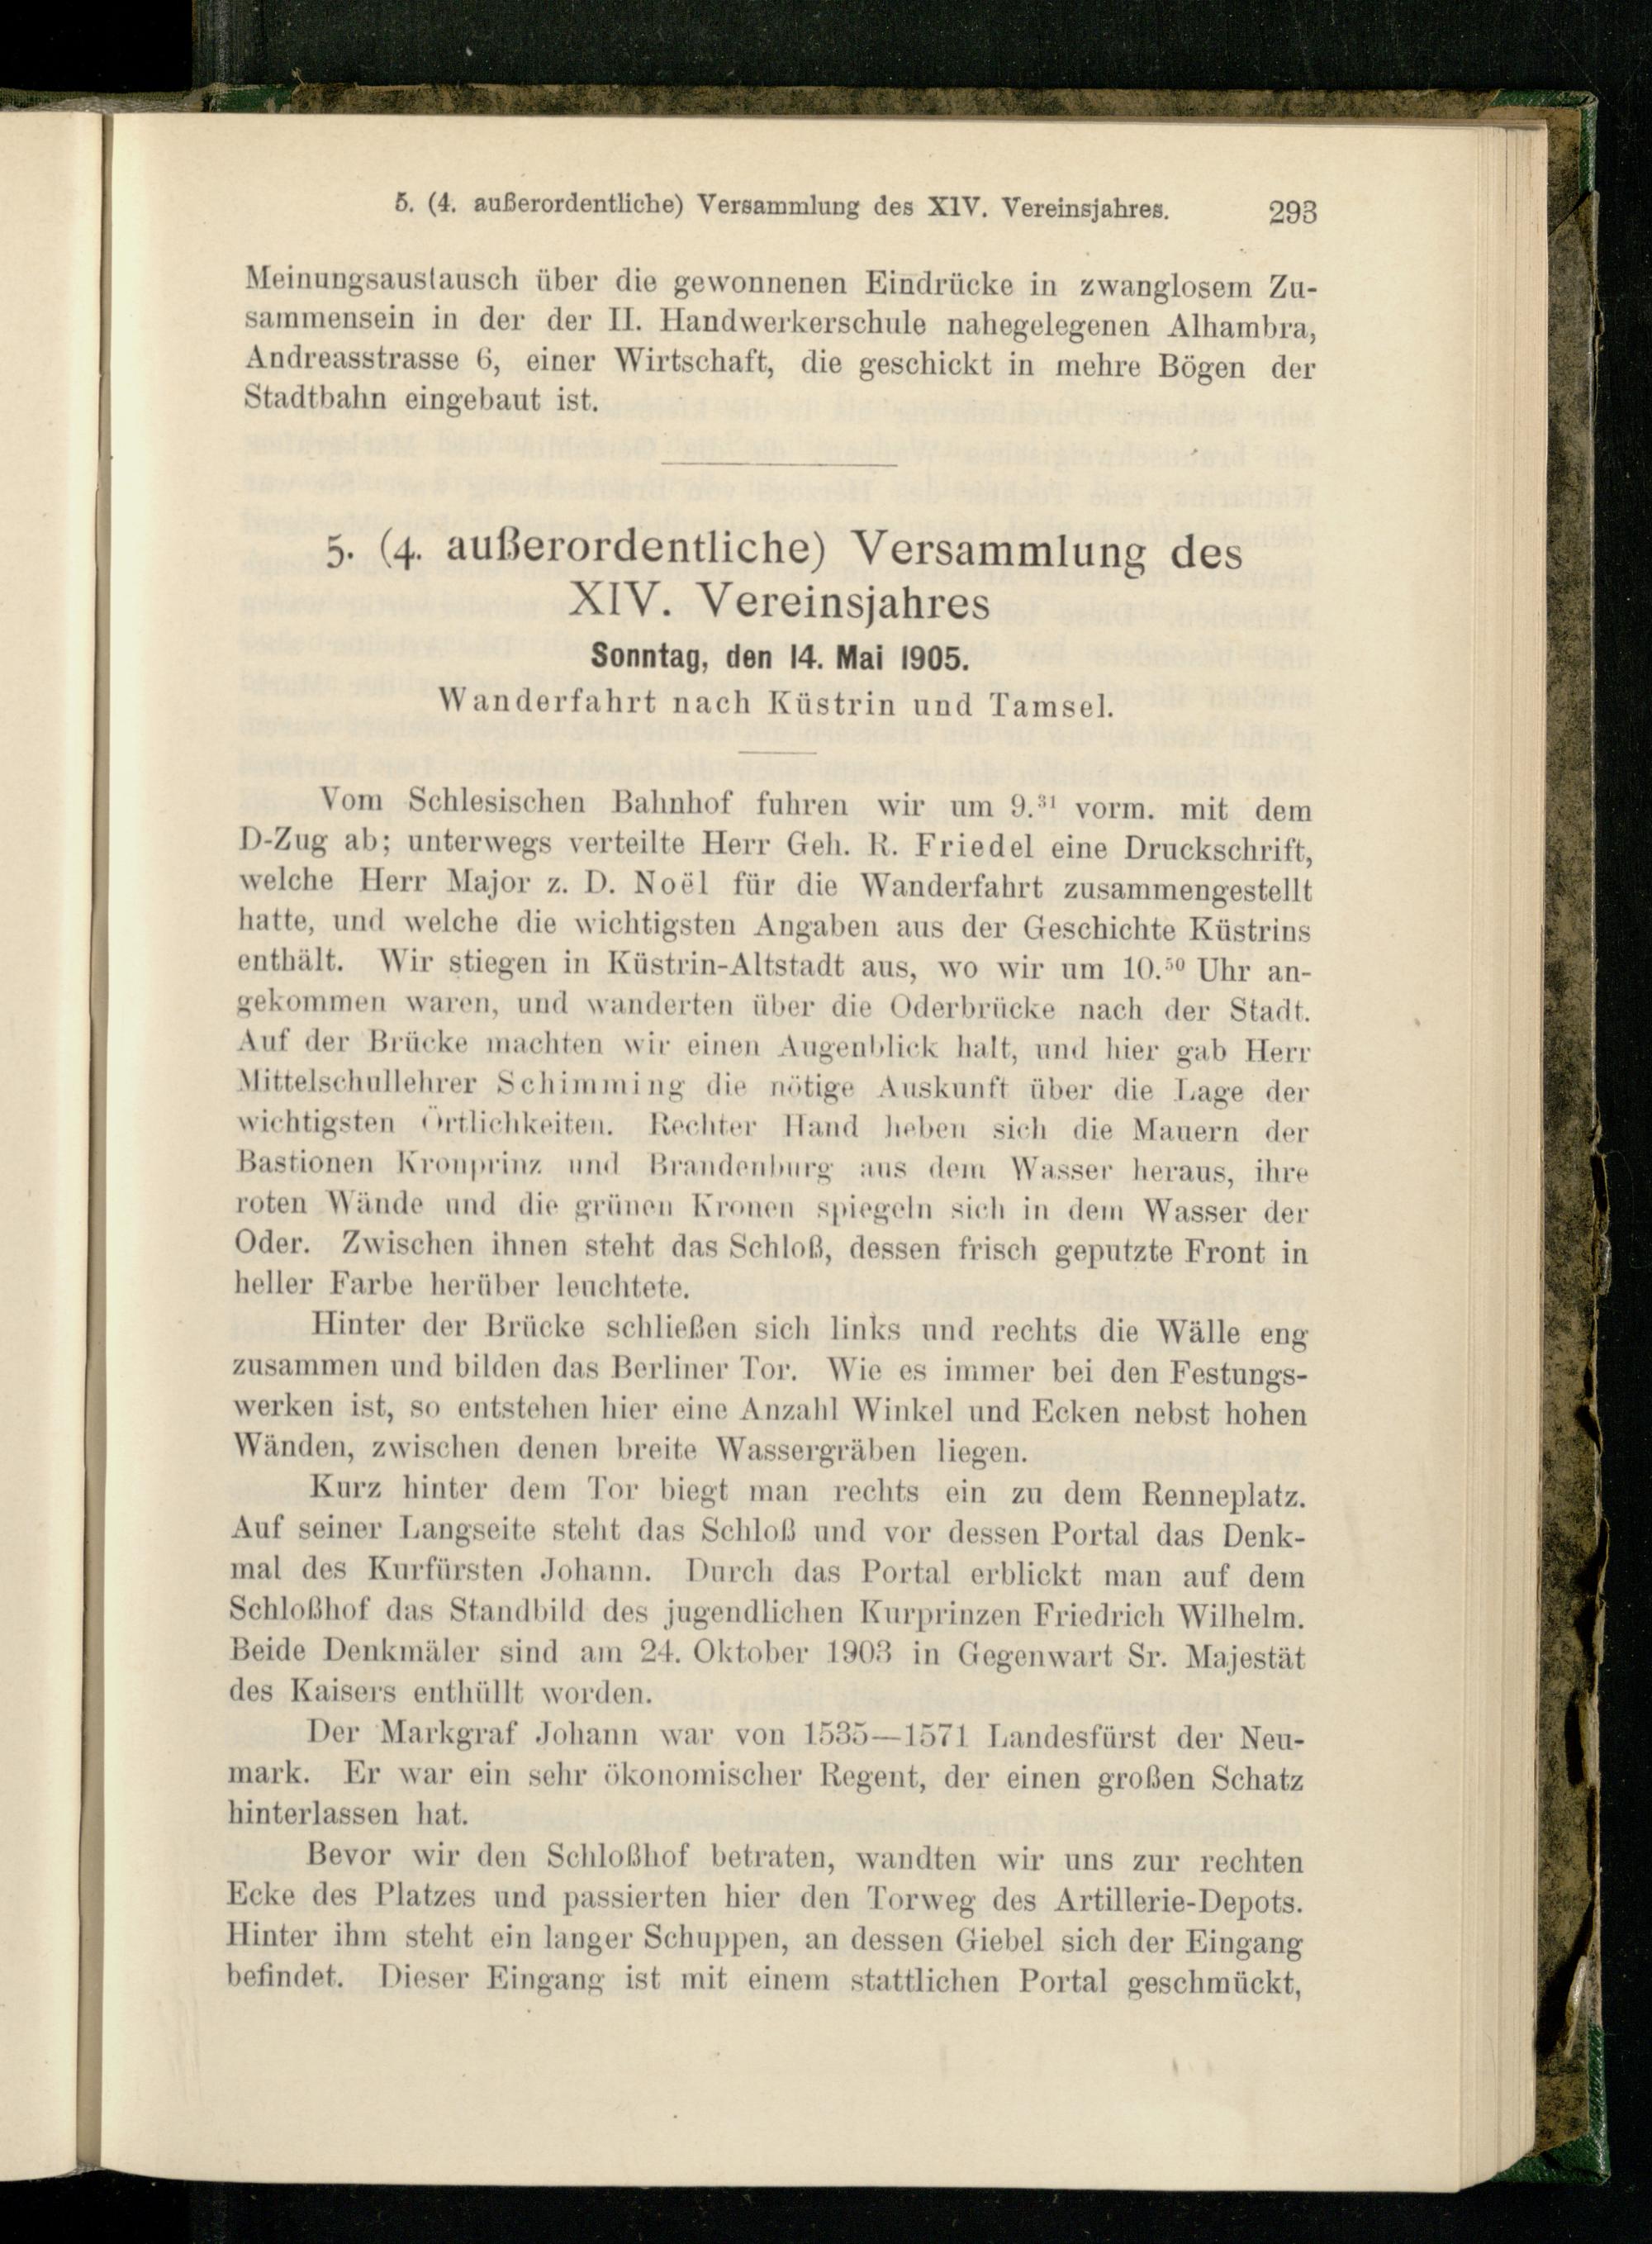 5. (4. außerordentliche) Versammlung des XIV. Vereinsjahres. 293
Meinungsaustausch über die gewonnenen Eindrücke in zwanglosem Zu-
sammensein in der der II. Handwerkerschule nahegelegenen Alhambra,
Andreasstrasse 6, einer Wirtschaft, die geschickt in mehre Bögen der
Stadtbahn eingebaut ist.
5. (4. außerordentliche) Versammlung des
XIV. Vereinsjahres
Sonntag, den 14. Mai 1905.
Wanderfahrt nach Küstrin und Tamsel.
Vom Schlesischen Bahnhof fuhren wir um 9.³¹ vorm. mit dem
D-Zug ab; unterwegs verteilte Herr Geh. R. Friedel eine Druckschrift,
welche Herr Major z. D. Noël für die Wanderfahrt zusammengestellt
hatte, und welche die wichtigsten Angaben aus der Geschichte Küstrins
enthält. Wir stiegen in Küstrin-Altstadt aus, wo wir um 10.⁵⁰ Uhr an-
gekommen waren, und wanderten über die Oderbrücke nach der Stadt.
Auf der Brücke machten wir einen Augenblick halt, und hier gab Herr
Mittelschullehrer Schimming die nötige Auskunft über die Lage der
wichtigsten Örtlichkeiten. Rechter Hand heben sich die Mauern der
Bastionen Kronprinz und Brandenburg aus dem Wasser heraus, ihre
roten Wände und die grünen Kronen spiegeln sich in dem Wasser der
Oder. Zwischen ihnen steht das Schloß, dessen frisch geputzte Front in
heller Farbe herüber leuchtete.
Hinter der Brücke schließen sich links und rechts die Wälle eng
zusammen und bilden das Berliner Tor. Wie es immer bei den Festungs-
werken ist, so entstehen hier eine Anzahl Winkel und Ecken nebst hohen
Wänden, zwischen denen breite Wassergräben liegen.
Kurz hinter dem Tor biegt man rechts ein zu dem Renneplatz.
Auf seiner Langseite steht das Schloß und vor dessen Portal das Denk-
mal des Kurfürsten Johann. Durch das Portal erblickt man auf dem
Schloßhof das Standbild des jugendlichen Kurprinzen Friedrich Wilhelm.
Beide Denkmäler sind am 24. Oktober 1903 in Gegenwart Sr. Majestät
des Kaisers enthüllt worden.
Der Markgraf Johann war von 1535—1571 Landesfürst der Neu-
mark. Er war ein sehr ökonomischer Regent, der einen großen Schatz
hinterlassen hat.
Bevor wir den Schloßhof betraten, wandten wir uns zur rechten
Ecke des Platzes und passierten hier den Torweg des Artillerie-Depots.
Hinter ihm steht ein langer Schuppen, an dessen Giebel sich der Eingang
befindet. Dieser Eingang ist mit einem stattlichen Portal geschmückt,